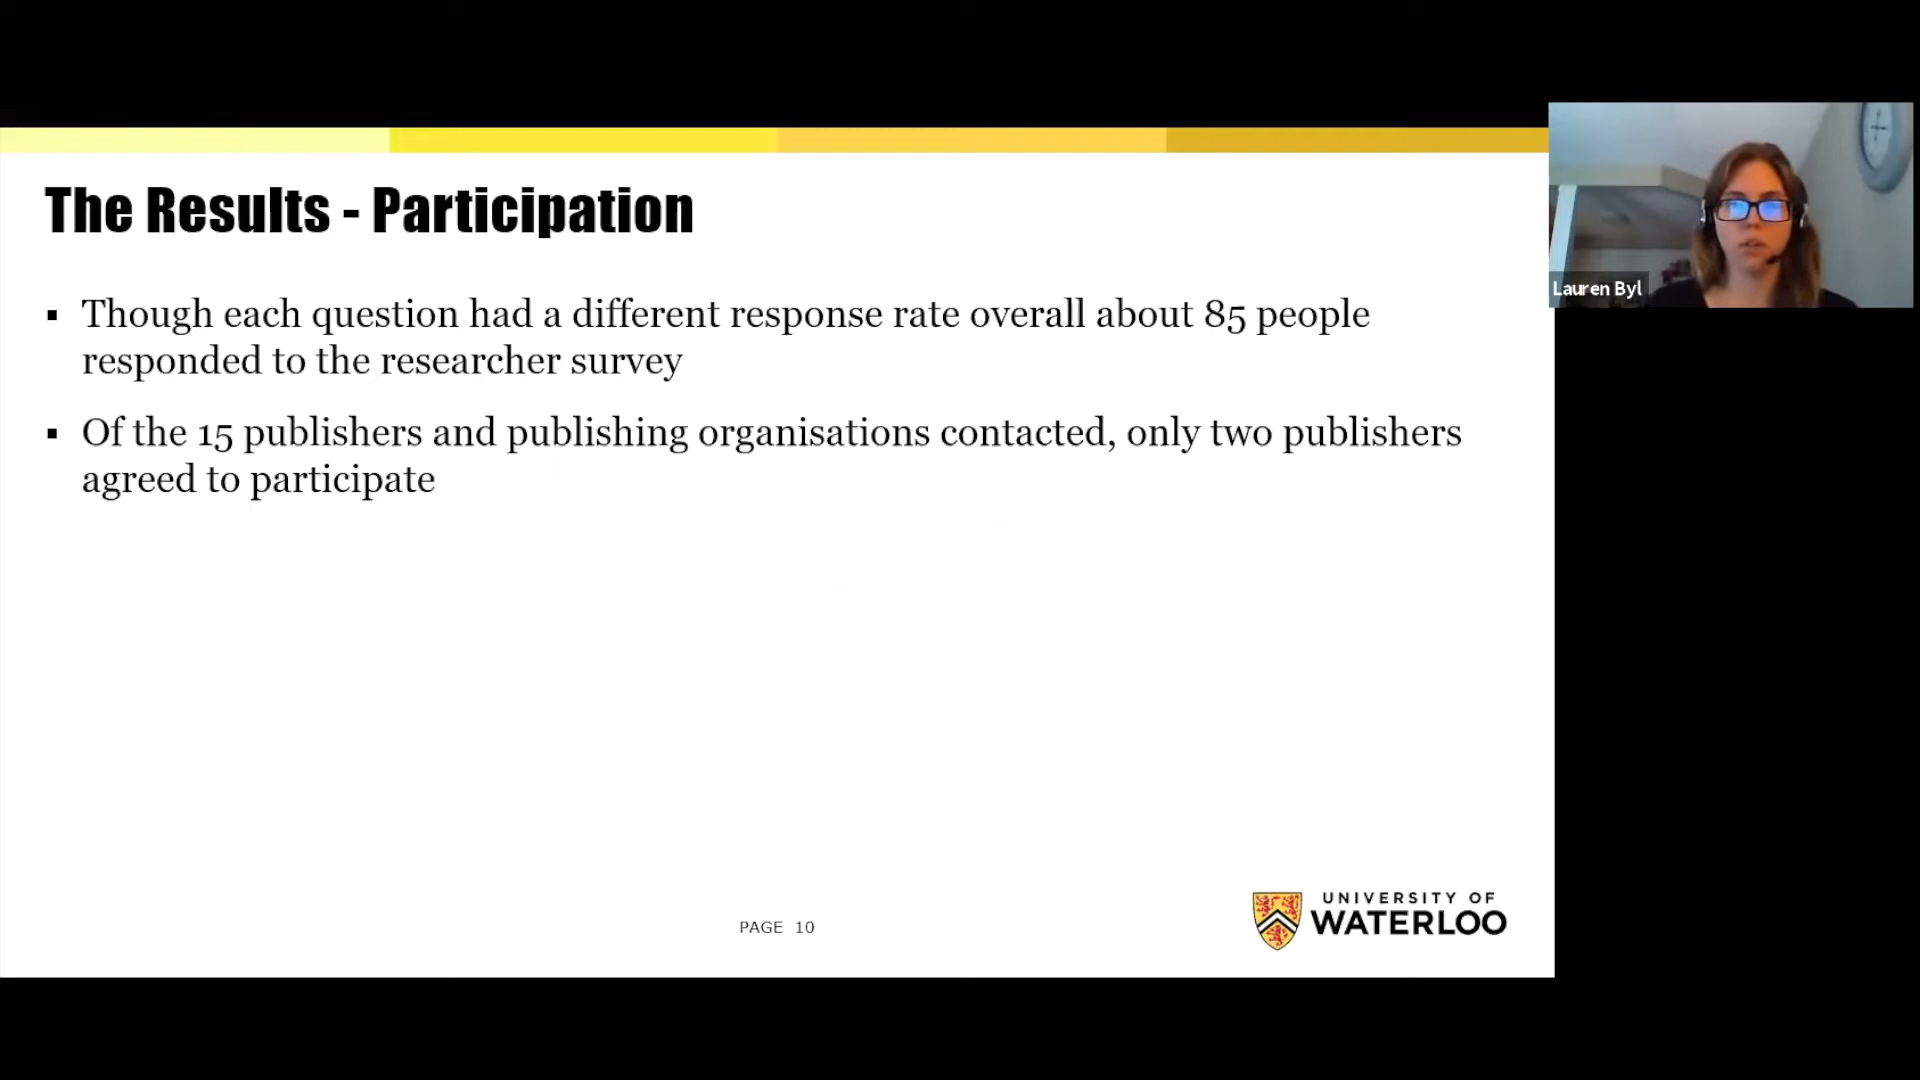 The Results - Participation
▪ Though each question had a different response rate overall about 85 people
responded to the researcher survey
▪ Of the 15 publishers and publishing organisations contacted, only two publishers
agreed to participate
Lauren Byl
PAGE 10
UNIVERSITY OF
WATERLOO